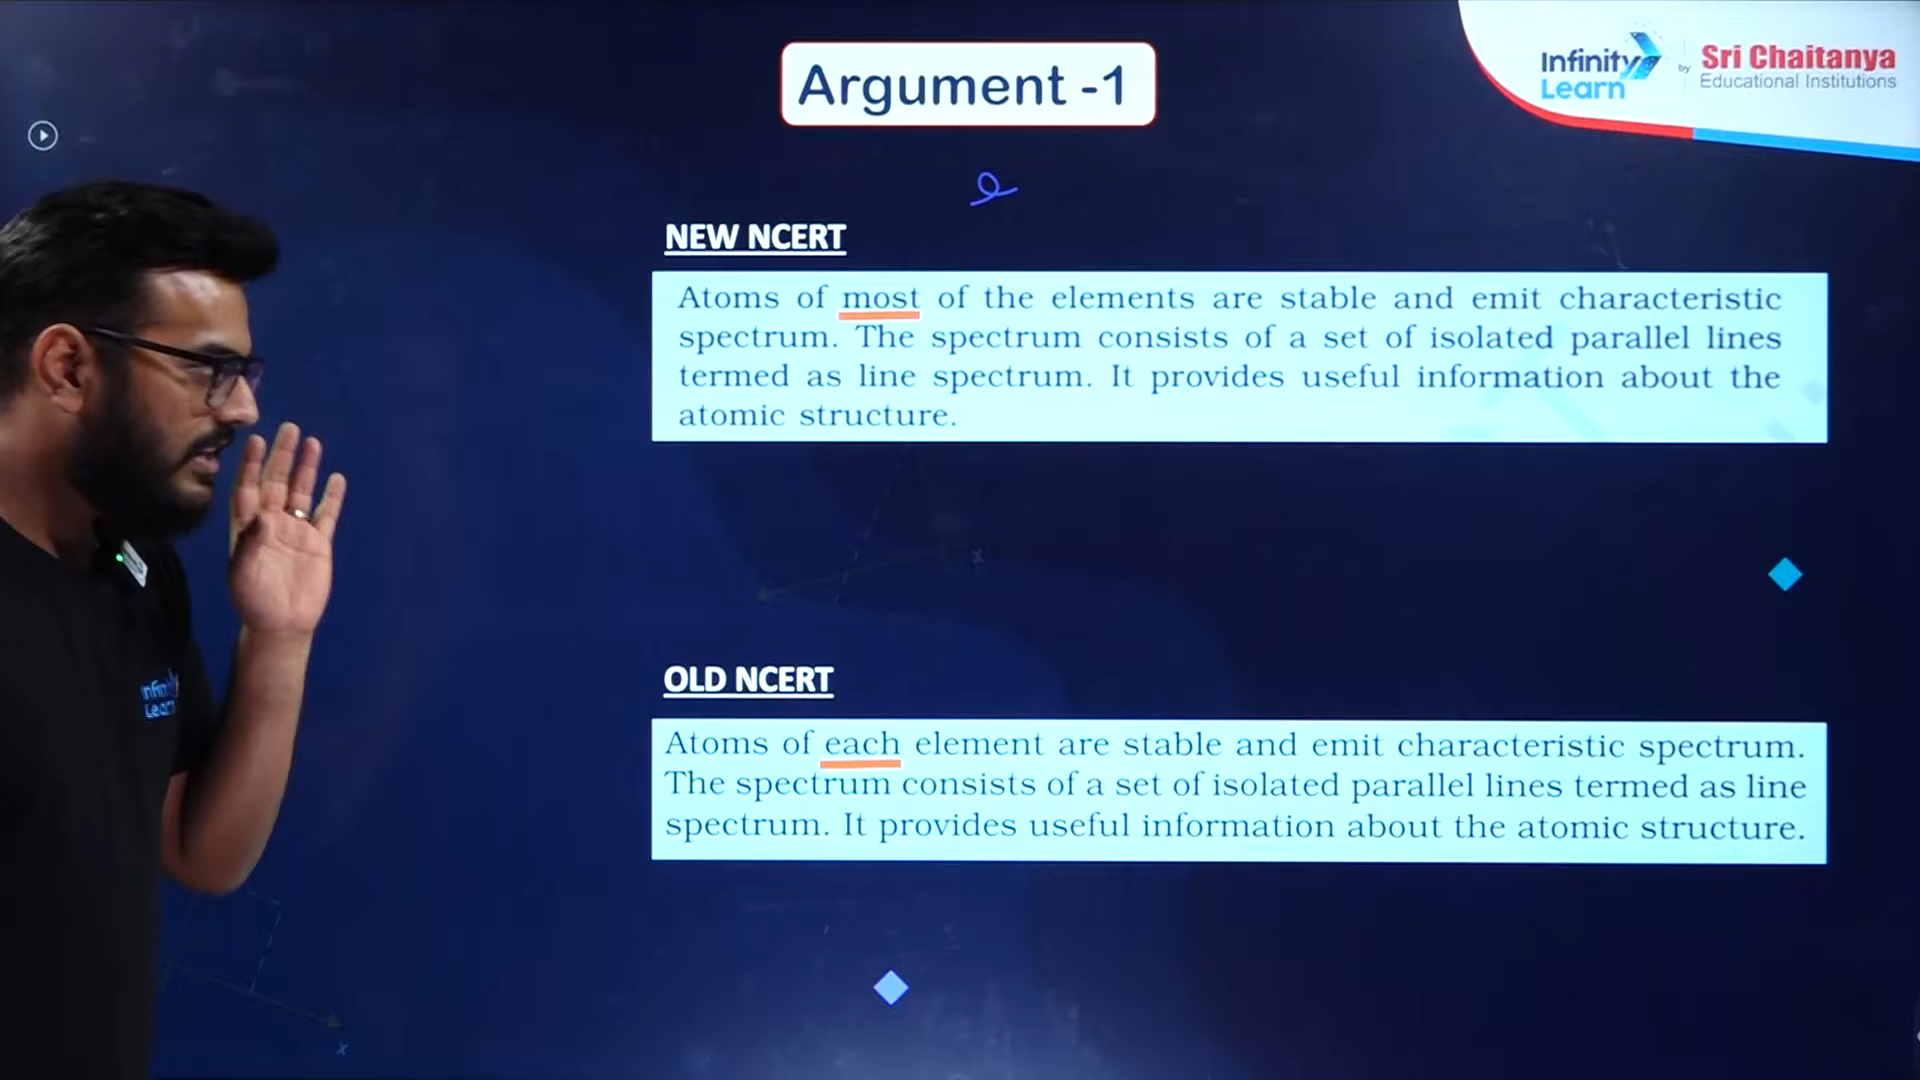 Argument -1
Infinity
Learn
by
Sri Chaitanya
Educational Institutions
NEW NCERT
Atoms of most of the elements are stable and emit characteristic
spectrum. The spectrum consists of a set of isolated parallel lines
termed as line spectrum. It provides useful information about the
atomic structure.
OLD NCERT
Atoms of each element are stable and emit characteristic spectrum.
The spectrum consists of a set of isolated parallel lines termed as line
spectrum. It provides useful information about the atomic structure.
Infin
Learn